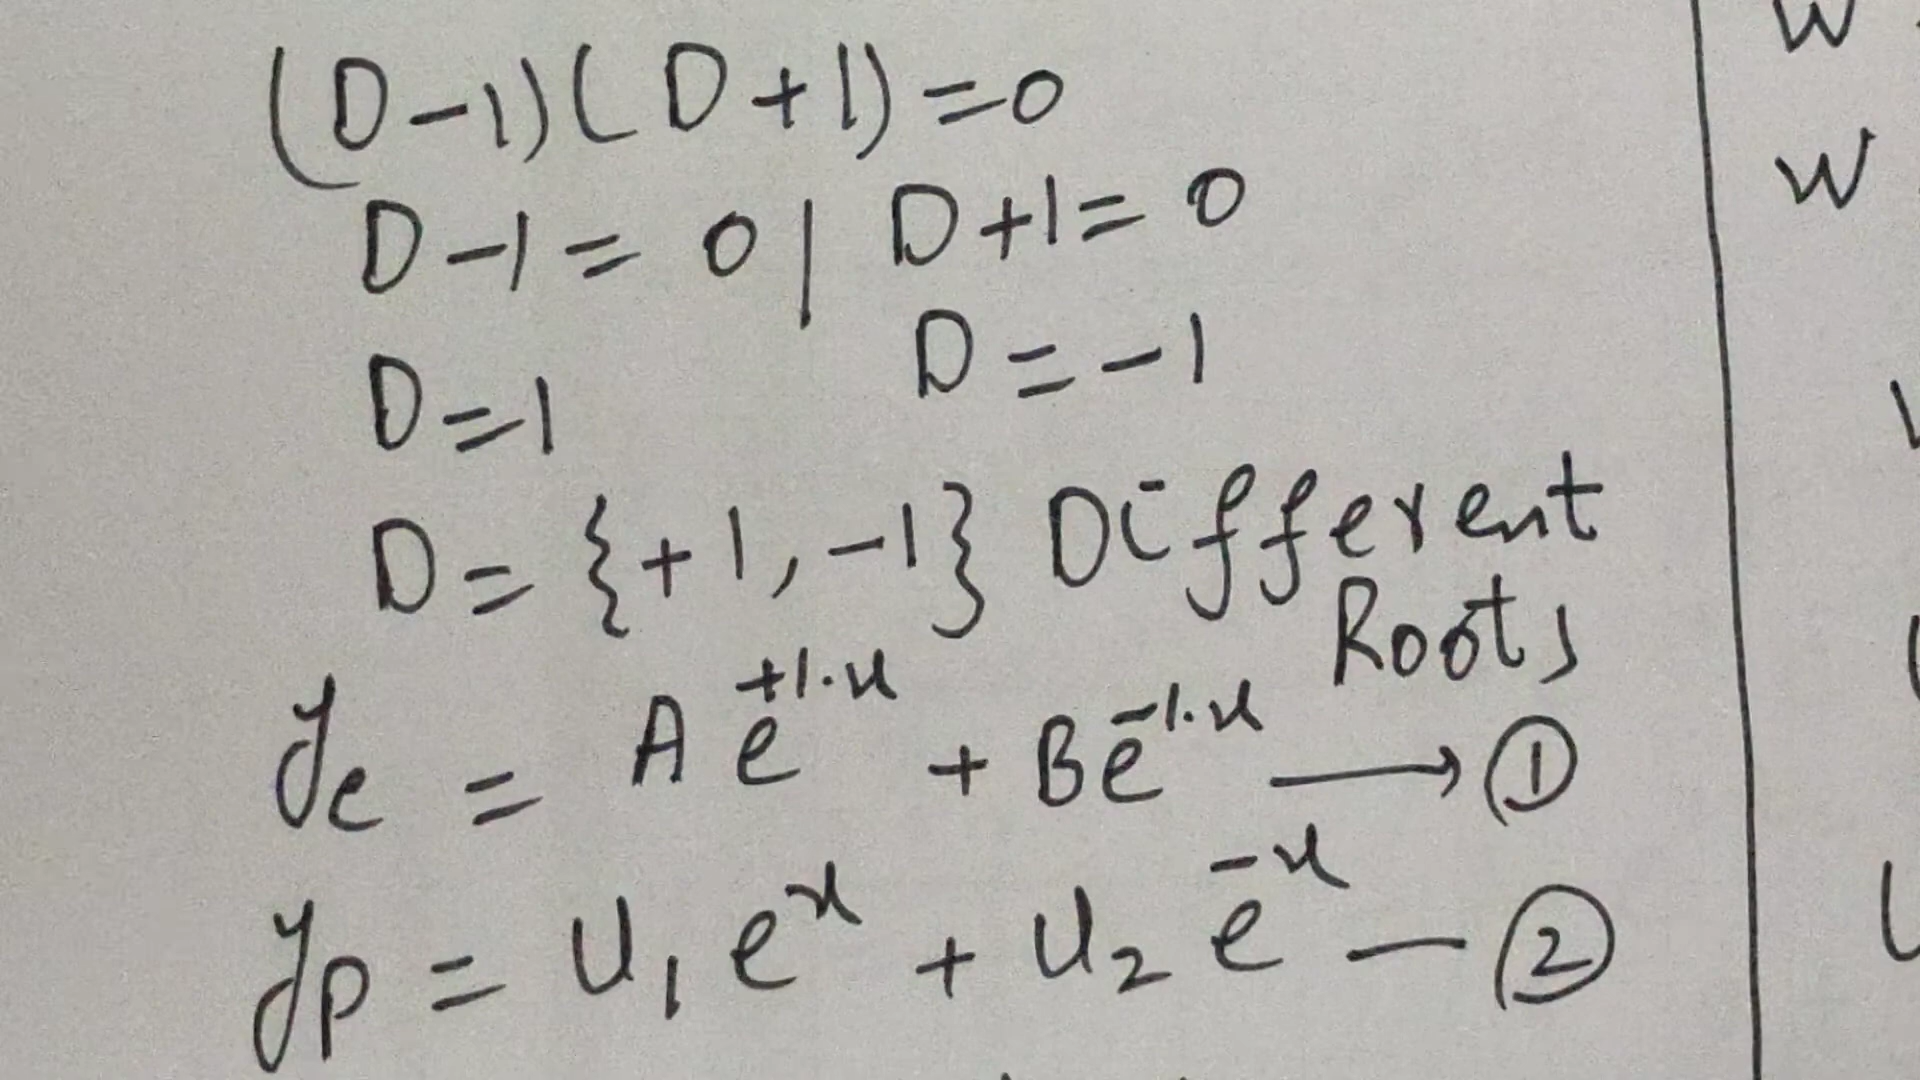 (D-1)(D+1)=0
D-1=0 | D+1=0
D=1 D=-1
D={+1,-1} Different
Roots
yc = Ae^{+1.x} + Be^{-1.x} → ①
yp = U₁e^x + U₂e^{-x} — ②
W
W